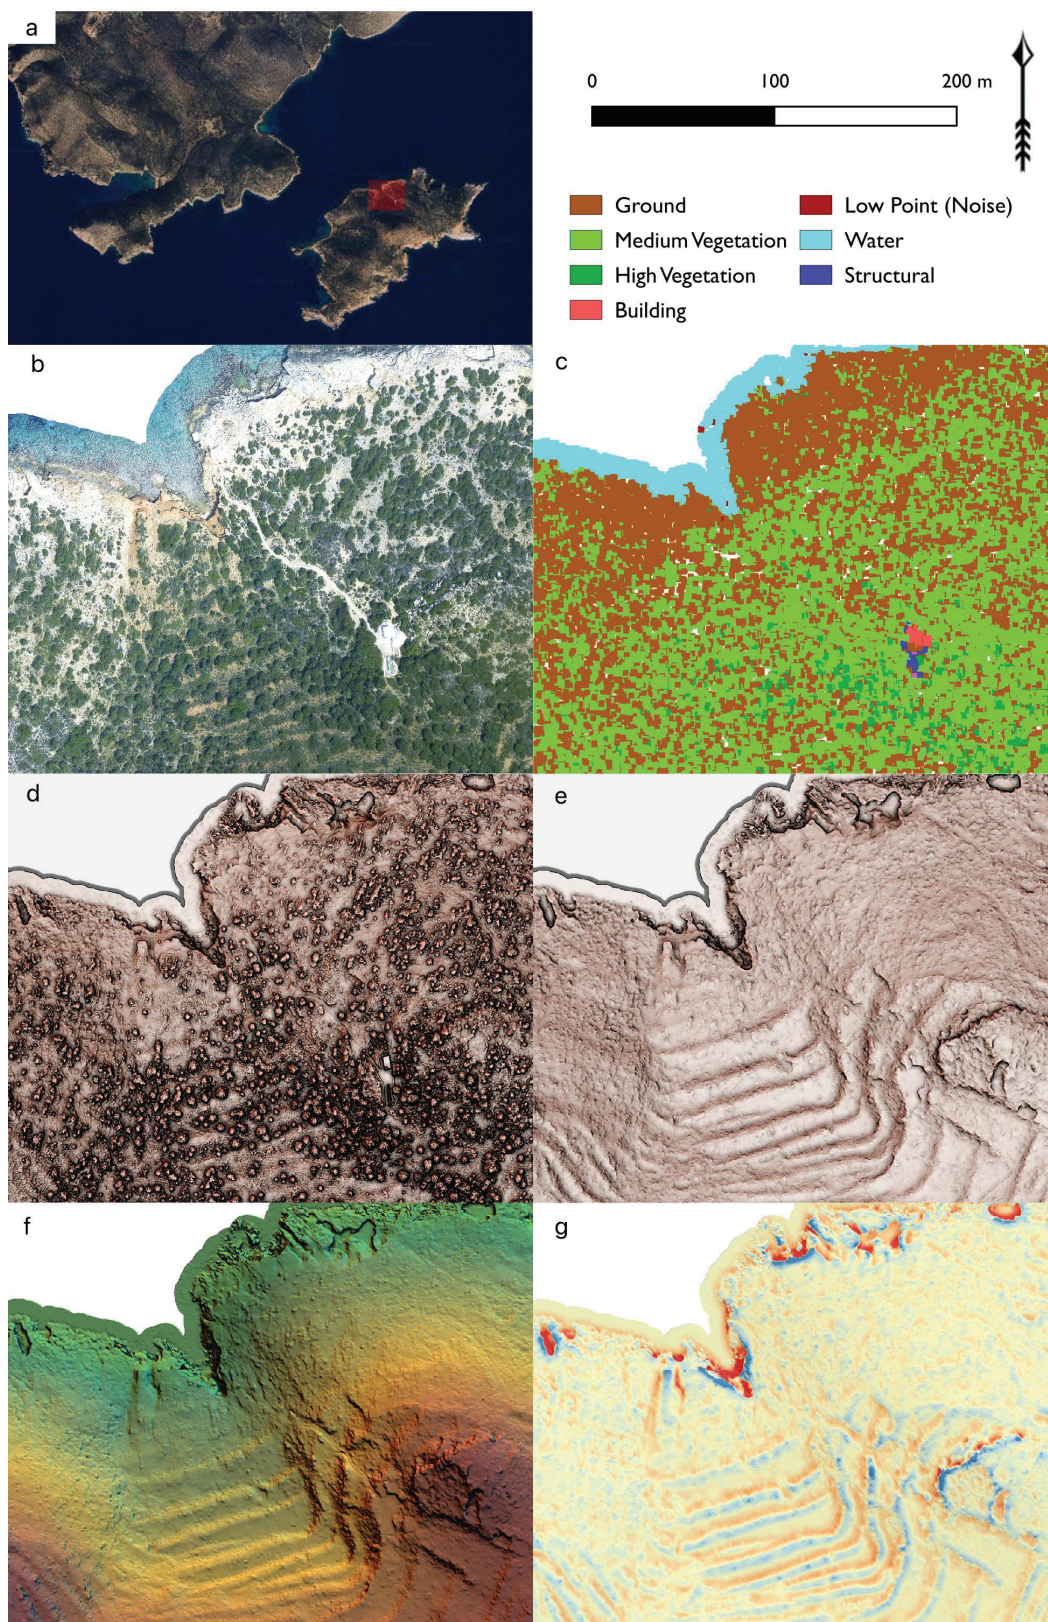 a
0 100 200 m
Ground
Medium Vegetation
High Vegetation
Building
Low Point (Noise)
Water
Structural
b
c
d
e
f
g